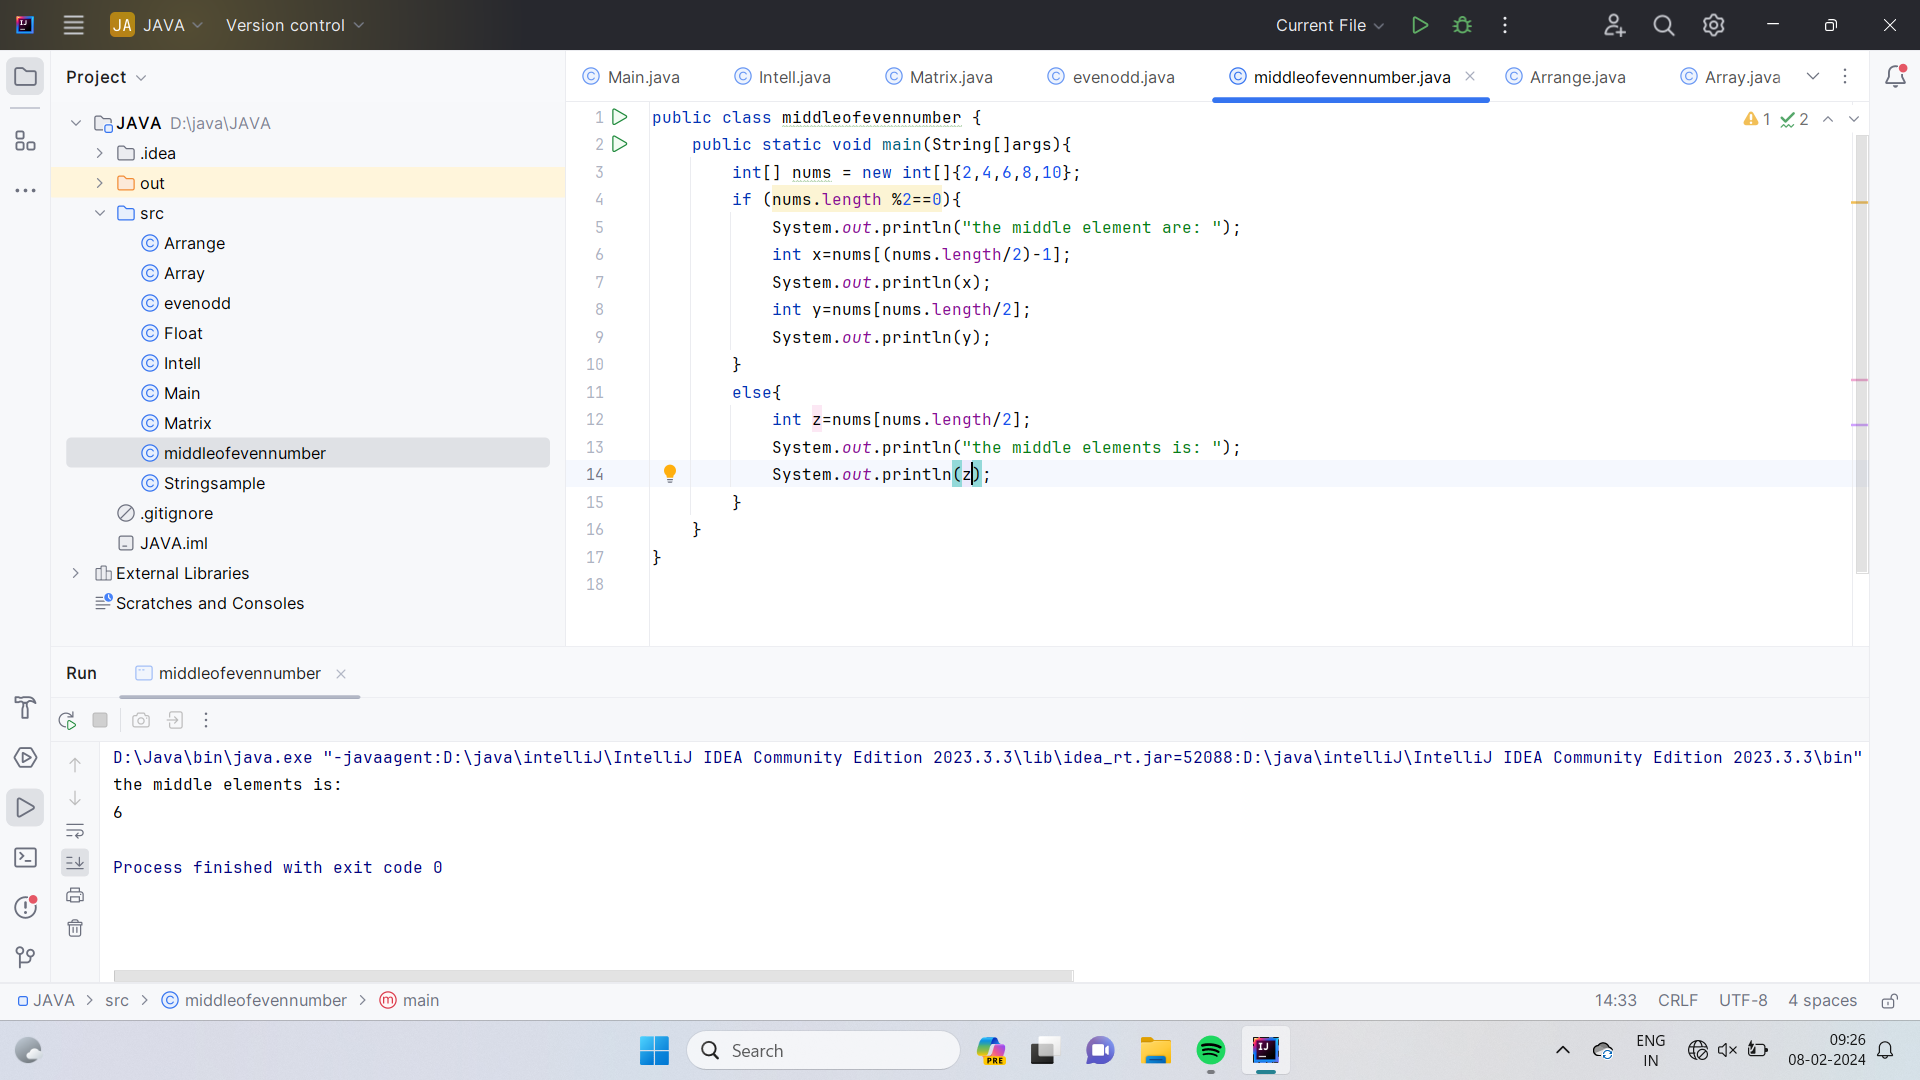 JA JAVA Version control Current File
Project
JAVA D:\java\JAVA
.idea
out
src
Arrange
Array
evenodd
Float
Intell
Main
Matrix
middleofevennumber
Stringsample
.gitignore
JAVA.iml
External Libraries
Scratches and Consoles
Main.java Intell.java Matrix.java evenodd.java middleofevennumber.java Arrange.java Array.java
1 2
1 public class middleofevennumber {
2 public static void main(String[]args){
3 int[] nums = new int[]{2,4,6,8,10};
4 if (nums.length %2==0){
5 System.out.println("the middle element are: ");
6 int x=nums[(nums.length/2)-1];
7 System.out.println(x);
8 int y=nums[nums.length/2];
9 System.out.println(y);
10 }
11 else{
12 int z=nums[nums.length/2];
13 System.out.println("the middle elements is: ");
14 System.out.println(z);
15 }
16 }
17 }
18
Run middleofevennumber
D:\Java\bin\java.exe "-javaagent:D:\java\intelliJ\IntelliJ IDEA Community Edition 2023.3.3\lib\idea_rt.jar=52088:D:\java\intelliJ\IntelliJ IDEA Community Edition 2023.3.3\bin"
the middle elements is:
6
Process finished with exit code 0
JAVA > src > middleofevennumber > main 14:33 CRLF UTF-8 4 spaces
Search PRE IJ ENG IN 09:26
08-02-2024